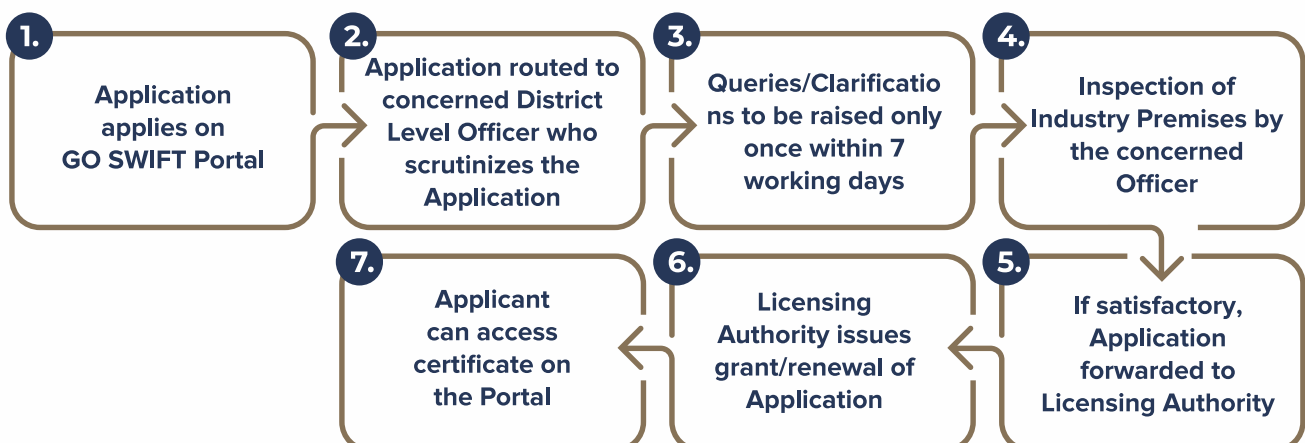 1.
Application
applies on
GO SWIFT Portal
2.
Application routed to
concerned District
Level Officer who
scrutinizes the
Application
3.
Queries/Clarificatio
ns to be raised only
once within 7
working days
4.
Inspection of
Industry Premises by
the concerned
Officer
5.
If satisfactory,
Application
forwarded to
Licensing Authority
6.
Licensing
Authority issues
grant/renewal of
Application
7.
Applicant
can access
certificate on
the Portal